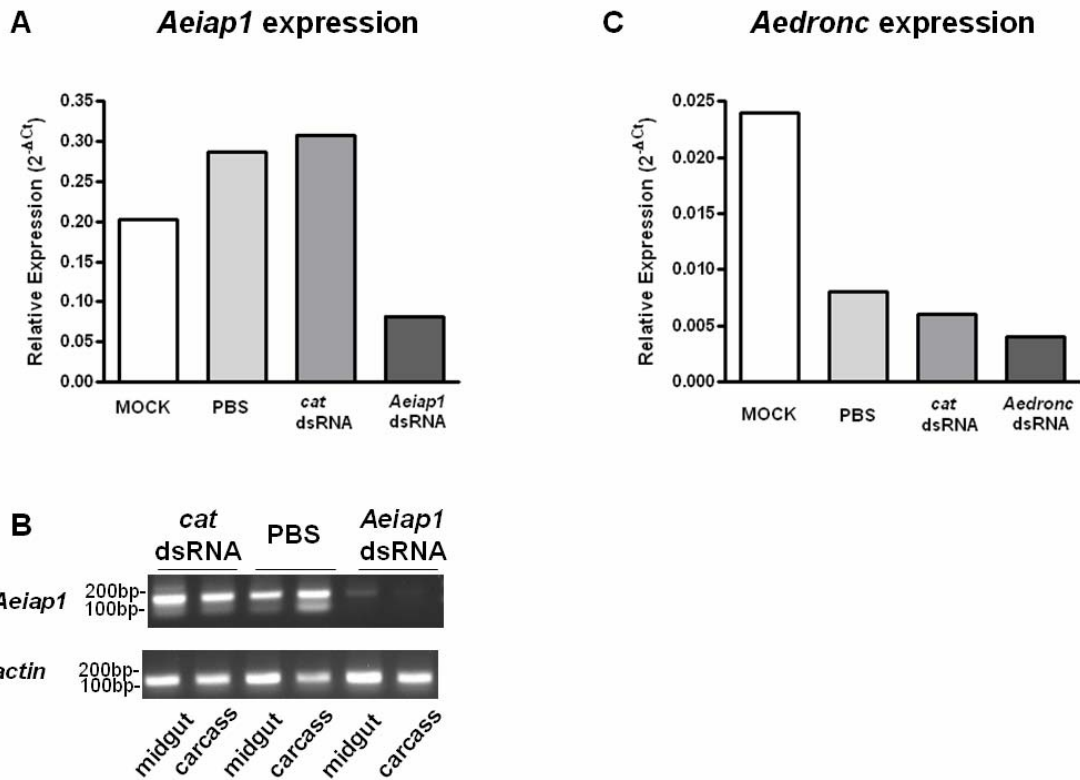 A
Aeiap1 expression
Relative Expression (2-ΔCt)
0.35
0.30
0.25
0.20
0.15
0.10
0.05
0.00
MOCK
PBS
cat
dsRNA
Aeiap1
dsRNA
C
Aedronc expression
Relative Expression (2-ΔCt)
0.025
0.020
0.015
0.010
0.005
0.000
MOCK
PBS
cat
dsRNA
Aedronc
dsRNA
B
cat
dsRNA
PBS
Aeiap1
dsRNA
Aeiap1
200bp-
100bp-
actin
200bp-
100bp-
midgut
carcass
midgut
carcass
midgut
carcass